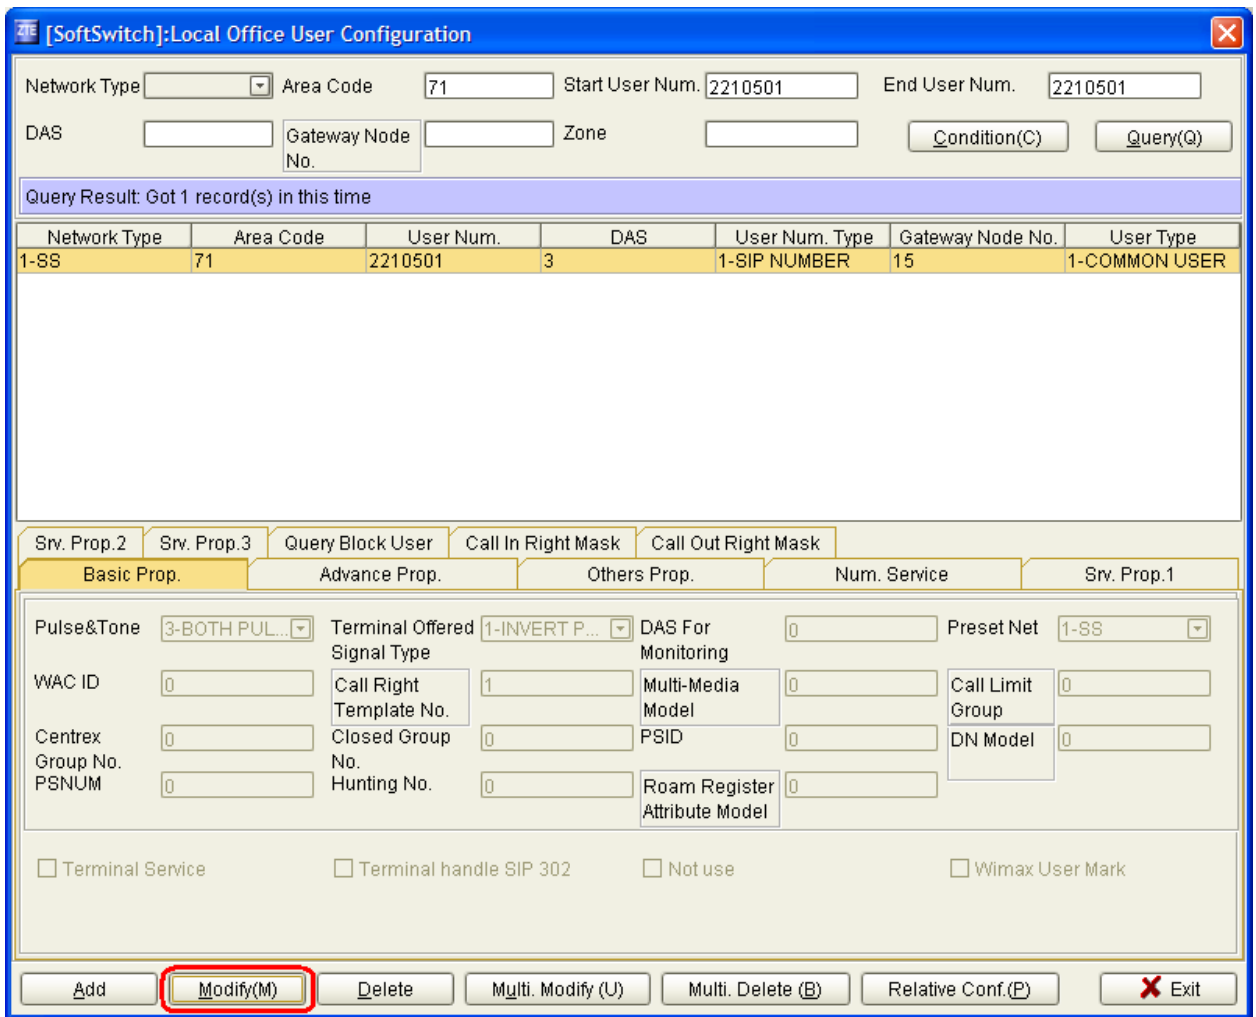 ZTE [SoftSwitch]:Local Office User Configuration
Network Type Area Code 71 Start User Num. 2210501 End User Num. 2210501
DAS Gateway Node No. Zone Condition(C) Query(Q)
Query Result: Got 1 record(s) in this time
Network Type Area Code User Num. DAS User Num. Type Gateway Node No. User Type
1-SS 71 2210501 3 1-SIP NUMBER 15 1-COMMON USER
Srv. Prop.2 Srv. Prop.3 Query Block User Call In Right Mask Call Out Right Mask
Basic Prop. Advance Prop. Others Prop. Num. Service Srv. Prop.1
Pulse&Tone 3-BOTH PUL... Terminal Offered Signal Type 1-INVERT P... DAS For Monitoring 0 Preset Net 1-SS
WAC ID 0 Call Right Template No. 1 Multi-Media Model 0 Call Limit Group 0
Centrex Group No. 0 Closed Group No. 0 PSID 0 DN Model 0
PSNUM 0 Hunting No. 0 Roam Register Attribute Model 0
Terminal Service Terminal handle SIP 302 Not use Wimax User Mark
Add Modify(M) Delete Multi. Modify (U) Multi. Delete (B) Relative Conf.(P) Exit